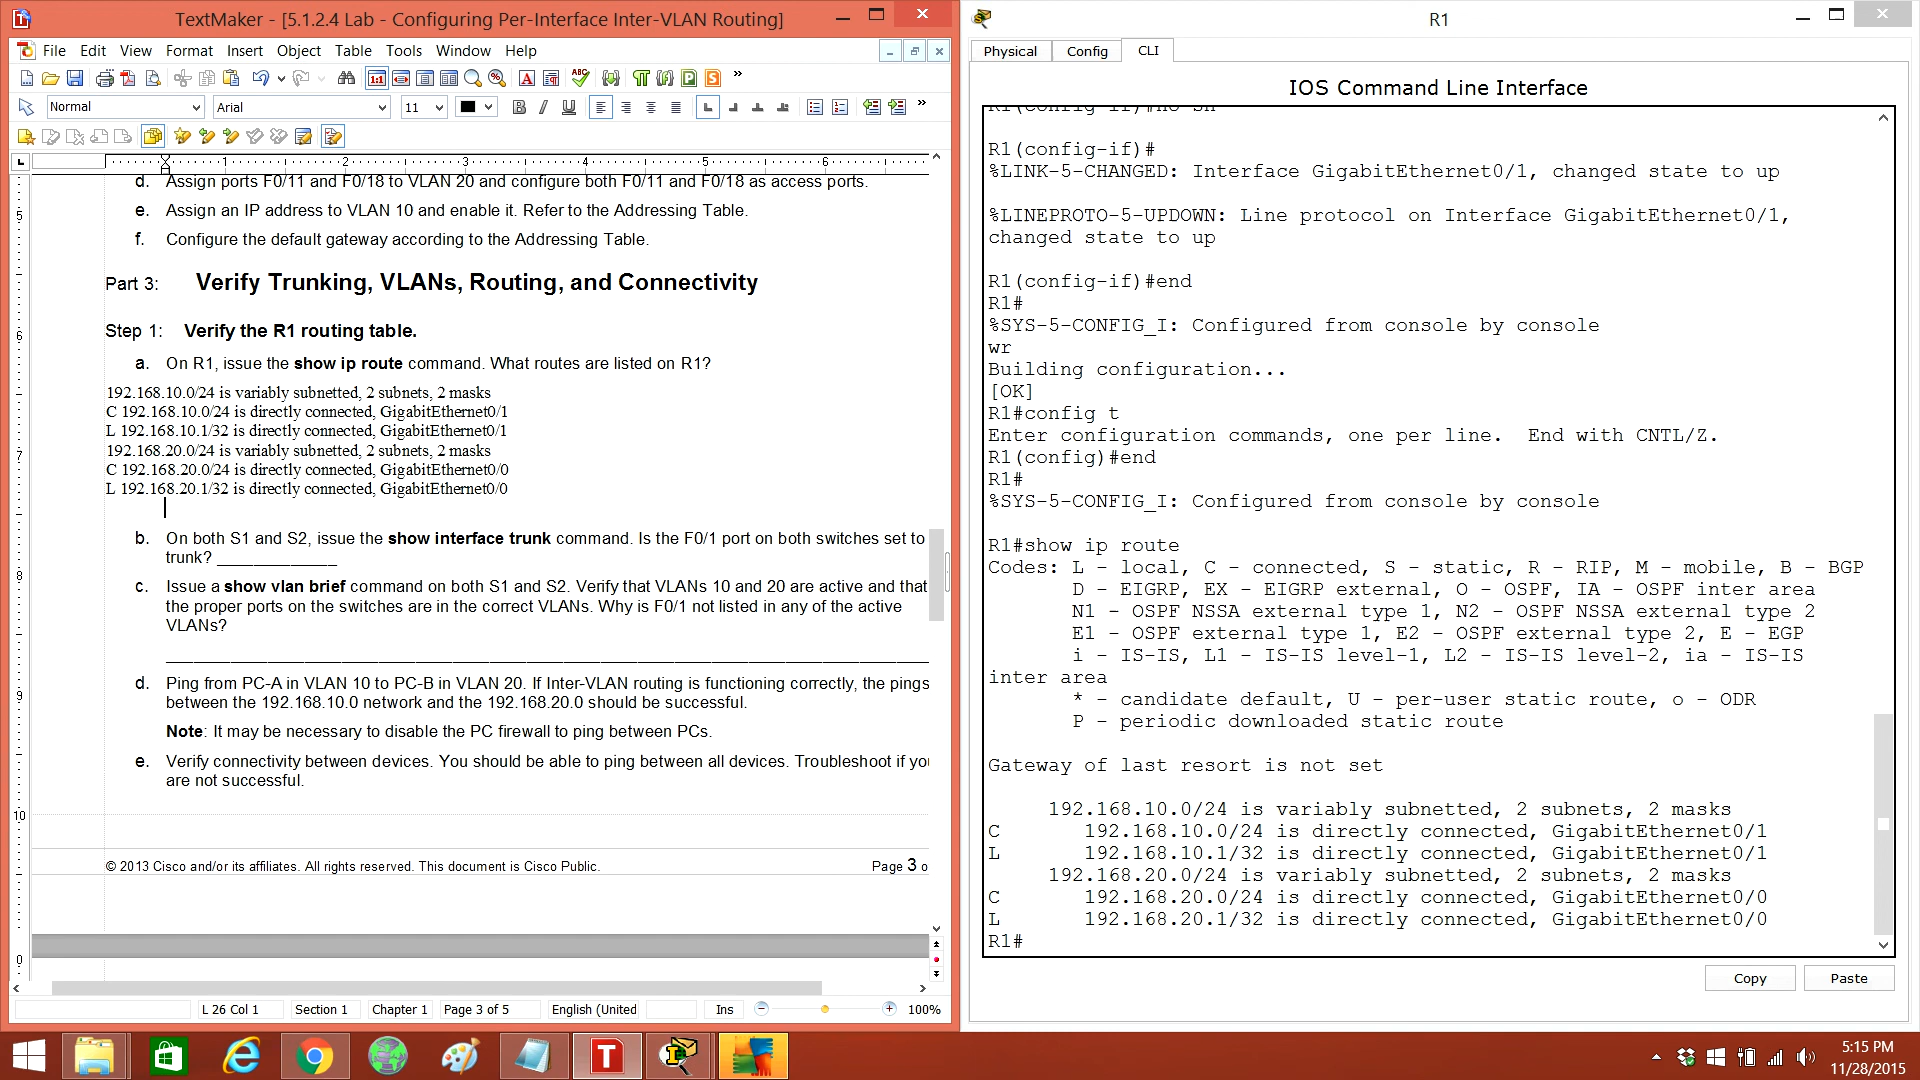 TextMaker - [5.1.2.4 Lab - Configuring Per-Interface Inter-VLAN Routing]
File Edit View Format Insert Object Table Tools Window Help
Normal Arial 11
1 2 3 4 5 6
d. Assign ports F0/11 and F0/18 to VLAN 20 and configure both F0/11 and F0/18 as access ports.
e. Assign an IP address to VLAN 10 and enable it. Refer to the Addressing Table.
f. Configure the default gateway according to the Addressing Table.
Part 3: Verify Trunking, VLANs, Routing, and Connectivity
Step 1: Verify the R1 routing table.
a. On R1, issue the show ip route command. What routes are listed on R1?
192.168.10.0/24 is variably subnetted, 2 subnets, 2 masks
C 192.168.10.0/24 is directly connected, GigabitEthernet0/1
L 192.168.10.1/32 is directly connected, GigabitEthernet0/1
192.168.20.0/24 is variably subnetted, 2 subnets, 2 masks
C 192.168.20.0/24 is directly connected, GigabitEthernet0/0
L 192.168.20.1/32 is directly connected, GigabitEthernet0/0
b. On both S1 and S2, issue the show interface trunk command. Is the F0/1 port on both switches set to
trunk? _____________
c. Issue a show vlan brief command on both S1 and S2. Verify that VLANs 10 and 20 are active and that
the proper ports on the switches are in the correct VLANs. Why is F0/1 not listed in any of the active
VLANs?
d. Ping from PC-A in VLAN 10 to PC-B in VLAN 20. If Inter-VLAN routing is functioning correctly, the pings
between the 192.168.10.0 network and the 192.168.20.0 should be successful.
Note: It may be necessary to disable the PC firewall to ping between PCs.
e. Verify connectivity between devices. You should be able to ping between all devices. Troubleshoot if you
are not successful.
© 2013 Cisco and/or its affiliates. All rights reserved. This document is Cisco Public. Page 3 o
5
6
7
8
9
10
0
L 26 Col 1 Section 1 Chapter 1 Page 3 of 5 English (United Ins 100%
R1
Physical Config CLI
IOS Command Line Interface
R1(config-if)#no sh
R1(config-if)#
%LINK-5-CHANGED: Interface GigabitEthernet0/1, changed state to up
%LINEPROTO-5-UPDOWN: Line protocol on Interface GigabitEthernet0/1,
changed state to up
R1(config-if)#end
R1#
%SYS-5-CONFIG_I: Configured from console by console
wr
Building configuration...
[OK]
R1#config t
Enter configuration commands, one per line. End with CNTL/Z.
R1(config)#end
R1#
%SYS-5-CONFIG_I: Configured from console by console
R1#show ip route
Codes: L - local, C - connected, S - static, R - RIP, M - mobile, B - BGP
D - EIGRP, EX - EIGRP external, O - OSPF, IA - OSPF inter area
N1 - OSPF NSSA external type 1, N2 - OSPF NSSA external type 2
E1 - OSPF external type 1, E2 - OSPF external type 2, E - EGP
i - IS-IS, L1 - IS-IS level-1, L2 - IS-IS level-2, ia - IS-IS
inter area
* - candidate default, U - per-user static route, o - ODR
P - periodic downloaded static route
Gateway of last resort is not set
192.168.10.0/24 is variably subnetted, 2 subnets, 2 masks
C 192.168.10.0/24 is directly connected, GigabitEthernet0/1
L 192.168.10.1/32 is directly connected, GigabitEthernet0/1
192.168.20.0/24 is variably subnetted, 2 subnets, 2 masks
C 192.168.20.0/24 is directly connected, GigabitEthernet0/0
L 192.168.20.1/32 is directly connected, GigabitEthernet0/0
R1#
Copy Paste
5:15 PM
11/28/2015